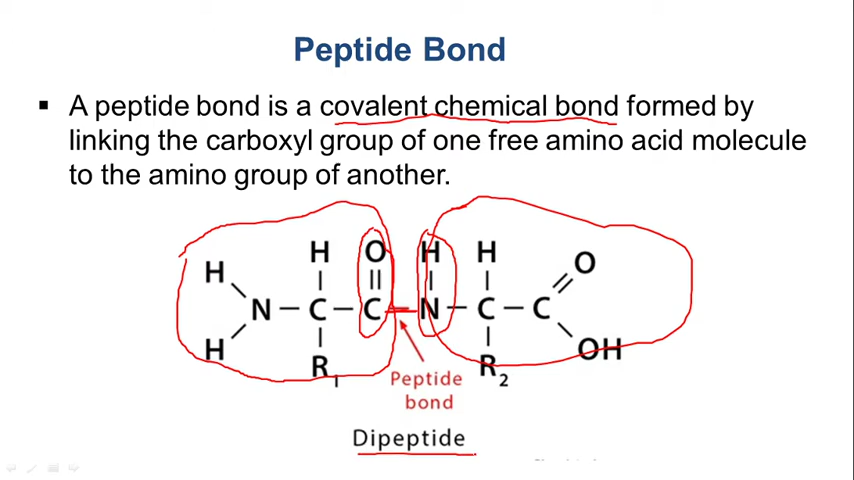 Peptide Bond
▪ A peptide bond is a covalent chemical bond formed by
linking the carboxyl group of one free amino acid molecule
to the amino group of another.
H H O H H O
H N – C – C – N – C – C
H R1 R2 OH
Peptide
bond
Dipeptide